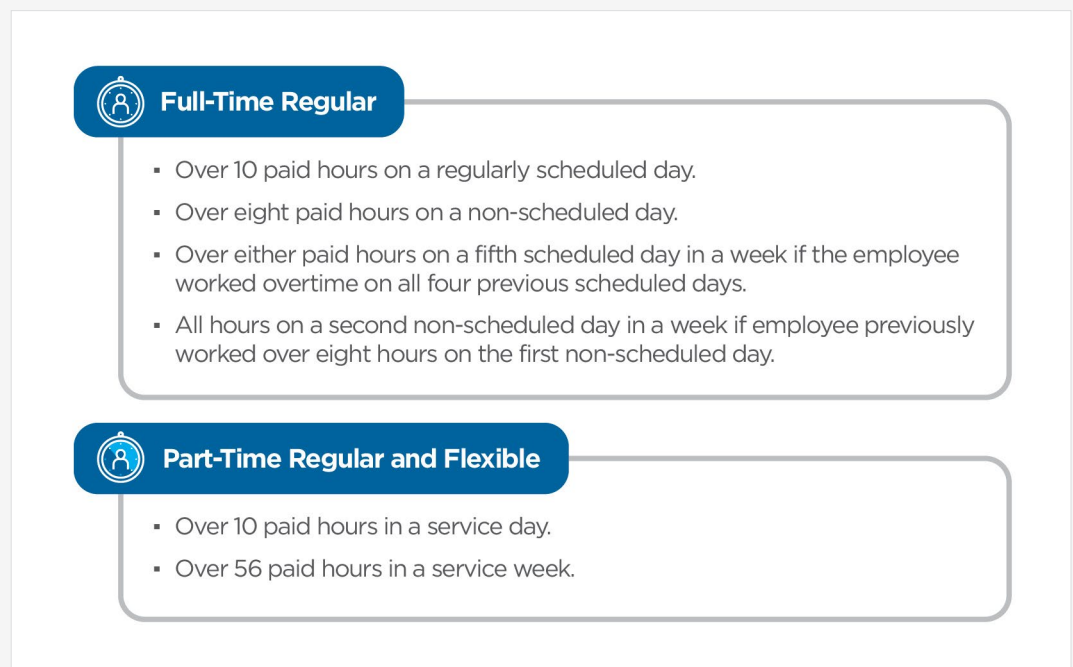 Full-Time Regular
▪ Over 10 paid hours on a regularly scheduled day.
▪ Over eight paid hours on a non-scheduled day.
▪ Over either paid hours on a fifth scheduled day in a week if the employee
worked overtime on all four previous scheduled days.
▪ All hours on a second non-scheduled day in a week if employee previously
worked over eight hours on the first non-scheduled day.
Part-Time Regular and Flexible
▪ Over 10 paid hours in a service day.
▪ Over 56 paid hours in a service week.